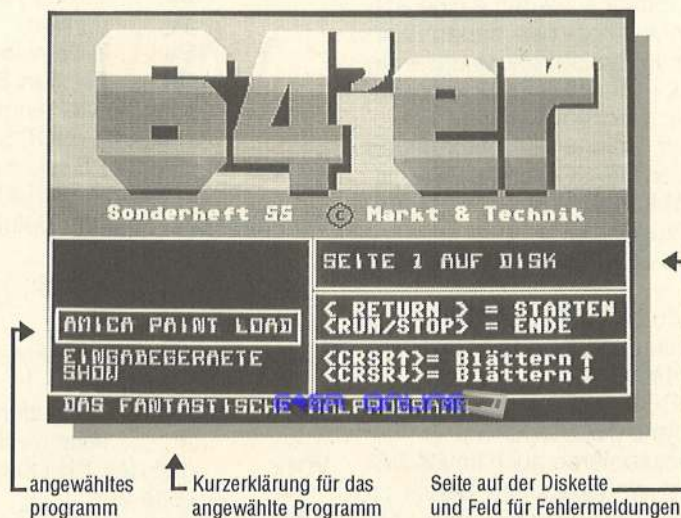 64'er
Sonderheft 55 © Markt & Technik
SEITE 1 AUF DISK
AMICA PAINT LOAD
EINGABEGERAETE
SHOW
< RETURN > = STARTEN
<RUN/STOP> = ENDE
<CRSR↑>= Blättern ↑
<CRSR↓>= Blättern ↓
DAS FANTASTISCHE MALPROGRAMM
angewähltes
programm
Kurzerklärung für das
angewählte Programm
Seite auf der Diskette
und Feld für Fehlermeldungen